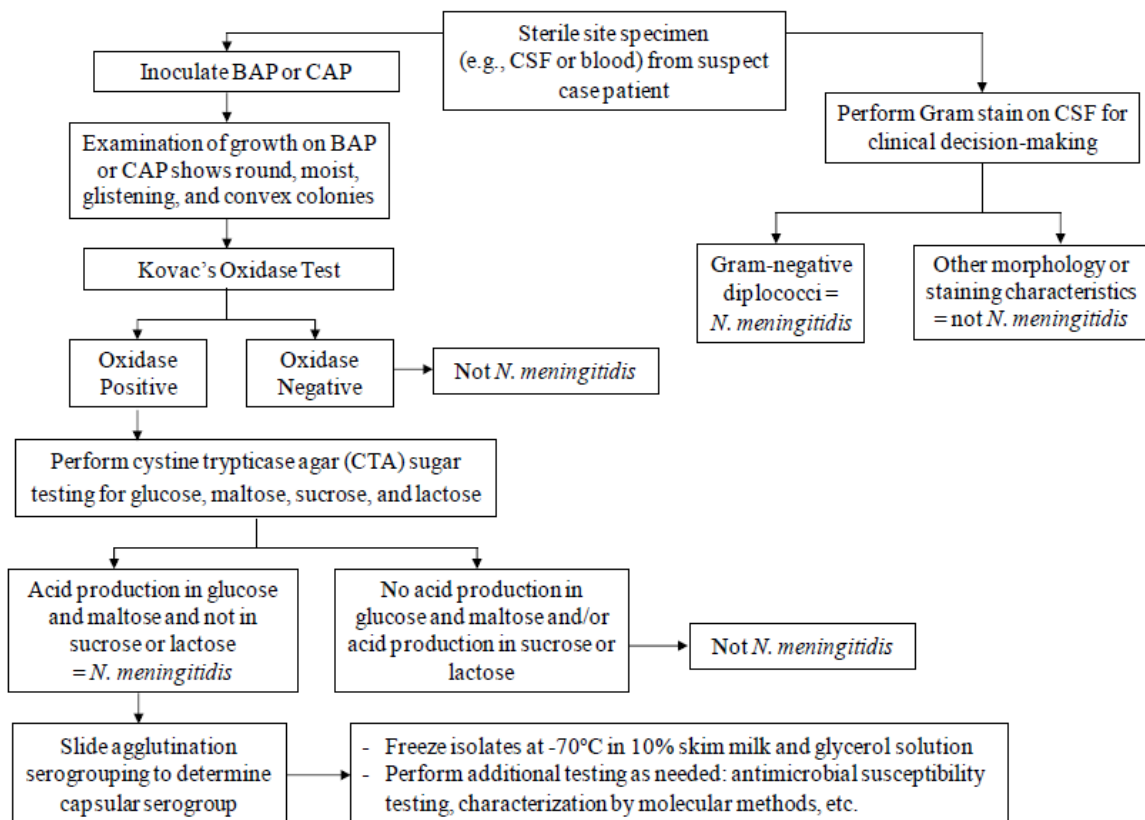 Sterile site specimen
(e.g., CSF or blood) from suspect
case patient
Inoculate BAP or CAP
Perform Gram stain on CSF for
clinical decision-making
Examination of growth on BAP
or CAP shows round, moist,
glistening, and convex colonies
Kovac's Oxidase Test
Gram-negative
diplococci =
N. meningitidis
Other morphology or
staining characteristics
= not N. meningitidis
Oxidase
Positive
Oxidase
Negative
Not N. meningitidis
Perform cystine trypticase agar (CTA) sugar
testing for glucose, maltose, sucrose, and lactose
Acid production in glucose
and maltose and not in
sucrose or lactose
= N. meningitidis
No acid production in
glucose and maltose and/or
acid production in sucrose or
lactose
Not N. meningitidis
Slide agglutination
serogrouping to determine
capsular serogroup
- Freeze isolates at -70°C in 10% skim milk and glycerol solution
- Perform additional testing as needed: antimicrobial susceptibility
testing, characterization by molecular methods, etc.